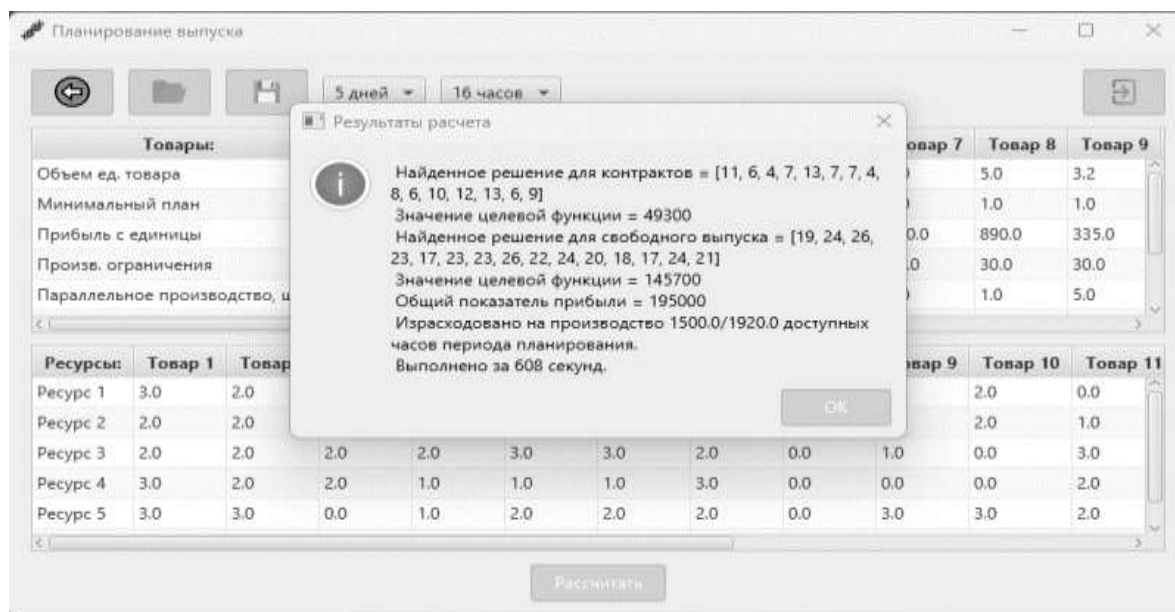 Планирование выпуска
5 дней 16 часов
Результаты расчета
Найденное решение для контрактов = [11, 6, 4, 7, 13, 7, 7, 4,
8, 6, 10, 12, 13, 6, 9]
Значение целевой функции = 49300
Найденное решение для свободного выпуска = [19, 24, 26,
23, 17, 23, 23, 26, 22, 24, 20, 18, 17, 24, 21]
Значение целевой функции = 145700
Общий показатель прибыли = 195000
Израсходовано на производство 1500.0/1920.0 доступных
часов периода планирования.
Выполнено за 608 секунд.
OK
Товары: овар 7 Товар 8 Товар 9
Объем ед. товара 5.0 3.2
Минимальный план 1.0 1.0
Прибыль с единицы 0.0 890.0 335.0
Произв. ограничения .0 30.0 30.0
Параллельное производство, ш 1.0 5.0
Ресурсы: Товар 1 Товар овар 9 Товар 10 Товар 11
Ресурс 1 3.0 2.0 2.0 0.0
Ресурс 2 2.0 2.0 2.0 1.0
Ресурс 3 2.0 2.0 2.0 2.0 3.0 3.0 2.0 0.0 1.0 0.0 3.0
Ресурс 4 3.0 2.0 2.0 1.0 1.0 1.0 3.0 0.0 0.0 0.0 2.0
Ресурс 5 3.0 3.0 0.0 1.0 2.0 2.0 2.0 0.0 3.0 3.0 2.0
Рассчитать